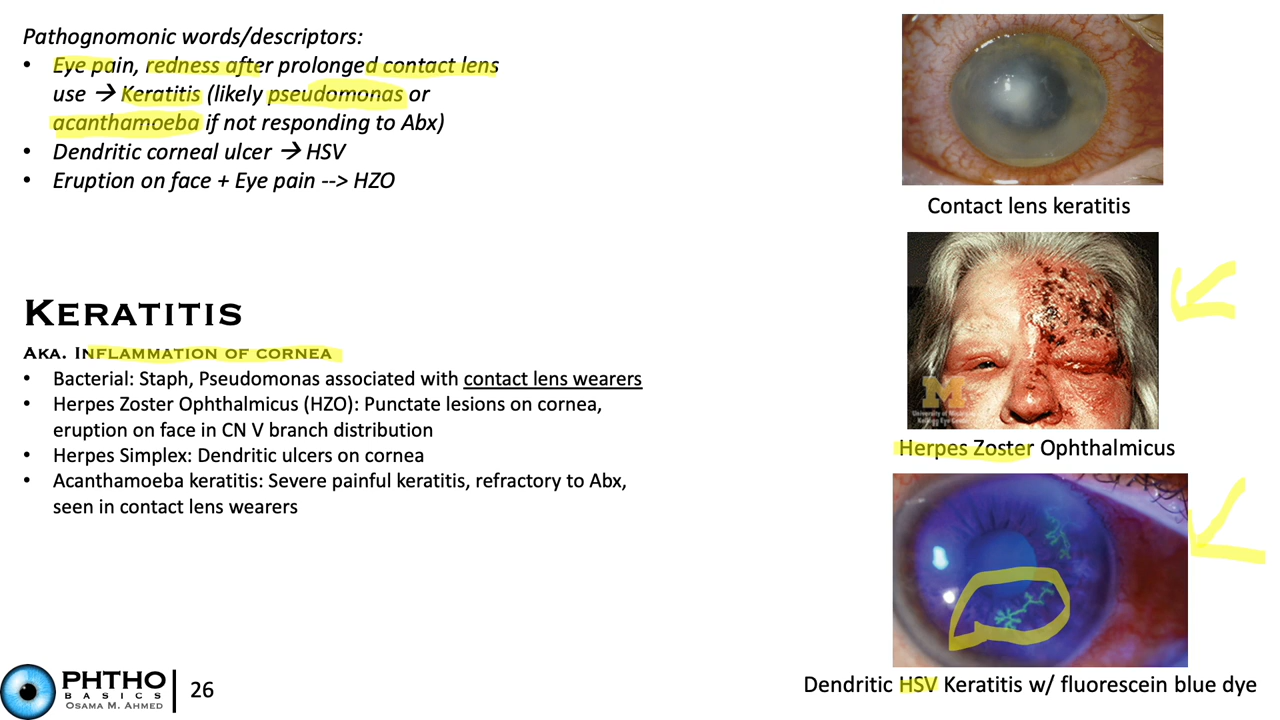 Pathognomonic words/descriptors:
• Eye pain, redness after prolonged contact lens
use → Keratitis (likely pseudomonas or
acanthamoeba if not responding to Abx)
• Dendritic corneal ulcer → HSV
• Eruption on face + Eye pain --> HZO
KERATITIS
AKA. INFLAMMATION OF CORNEA
• Bacterial: Staph, Pseudomonas associated with contact lens wearers
• Herpes Zoster Ophthalmicus (HZO): Punctate lesions on cornea,
eruption on face in CN V branch distribution
• Herpes Simplex: Dendritic ulcers on cornea
• Acanthamoeba keratitis: Severe painful keratitis, refractory to Abx,
seen in contact lens wearers
Contact lens keratitis
M
University of
Herpes Zoster Ophthalmicus
Dendritic HSV Keratitis w/ fluorescein blue dye
PHTHO
BASICS
OSAMA M. AHMED
26